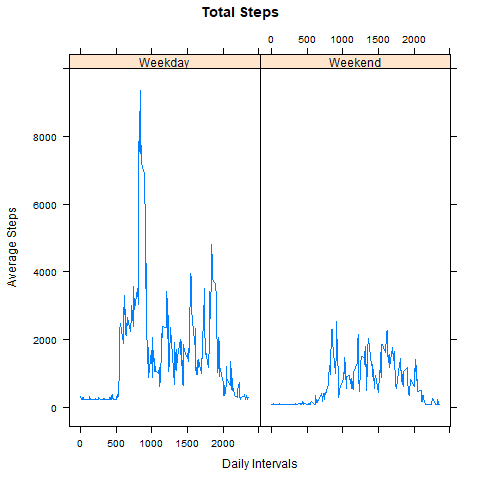 Total Steps
0 500 1000 1500 2000
Weekday Weekend
8000
6000
4000
2000
0
Average Steps
0 500 1000 1500 2000
Daily Intervals